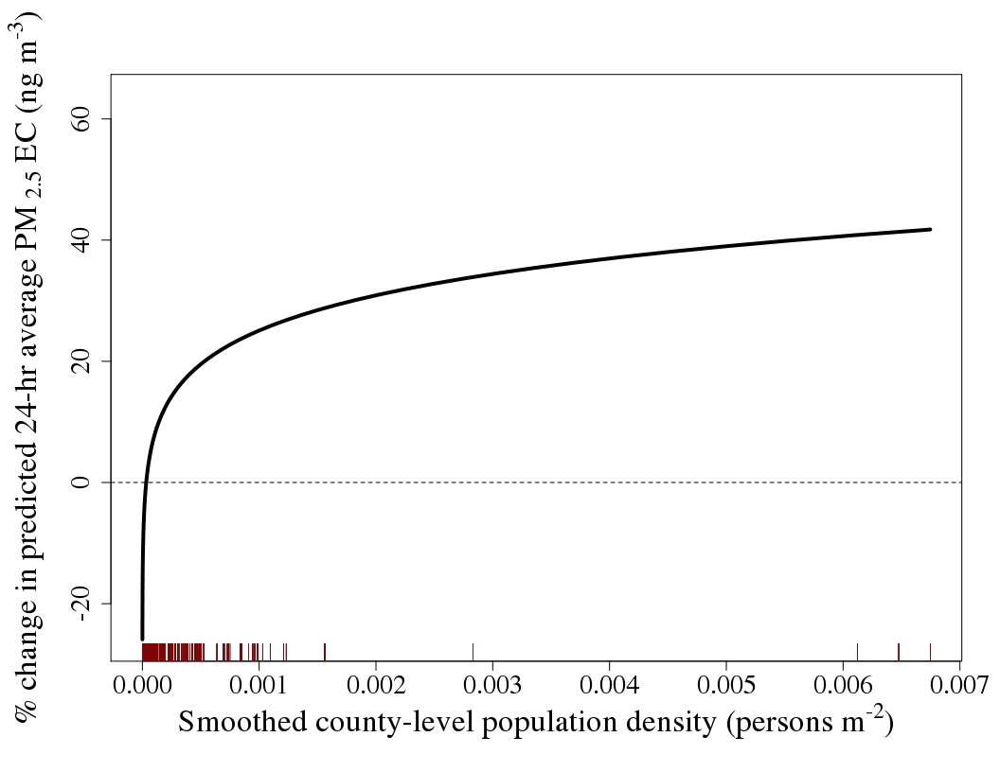 % change in predicted 24-hr average PM 2.5 EC (ng m-3)
60
40
20
0
-20
0.000 0.001 0.002 0.003 0.004 0.005 0.006 0.007
Smoothed county-level population density (persons m-2)